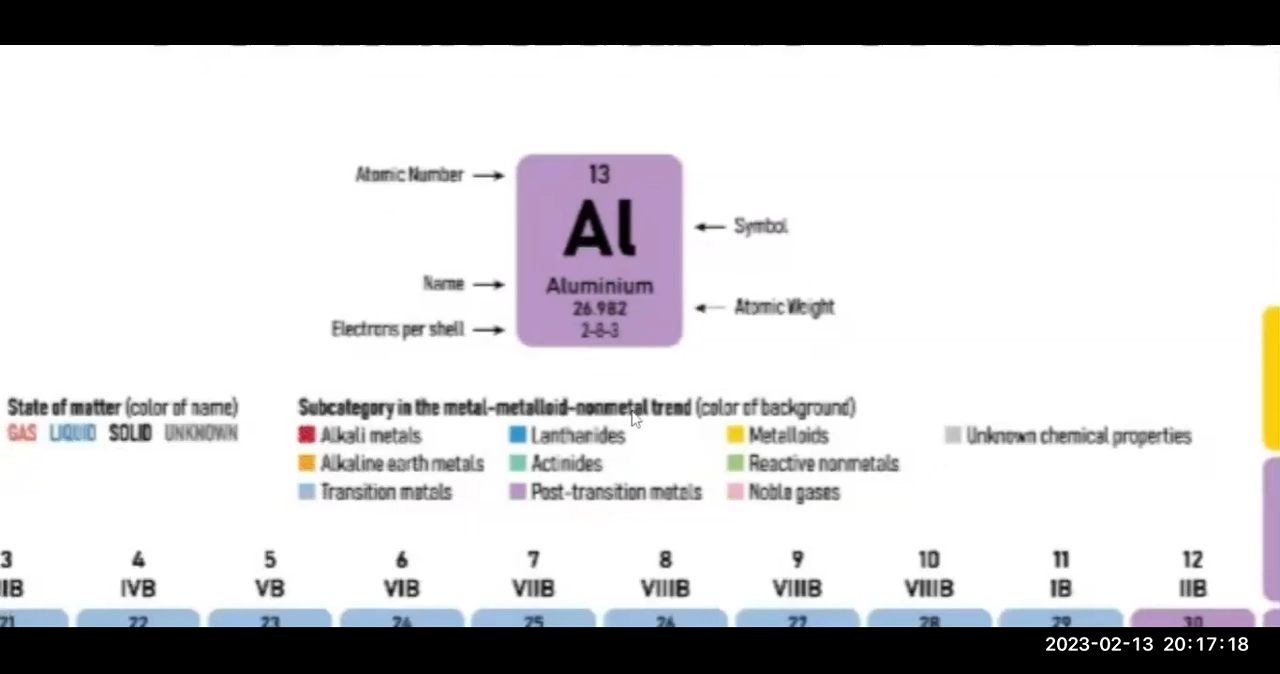 Atomic Number
13
Al
Symbol
Name
Aluminium
26.982
Atomic Weight
Electrons per shell
2-8-3
State of matter (color of name)
GAS LIQUID SOLID UNKNOWN
Subcategory in the metal-metalloid-nonmetal trend (color of background)
Alkali metals Lanthanides Metalloids Unknown chemical properties
Alkaline earth metals Actinides Reactive nonmetals
Transition metals Post-transition metals Noble gases
3 4 5 6 7 8 9 10 11 12
IIB IVB VB VIB VIIB VIIIB VIIIB VIIIB IB IIB
21 22 23 24 25 26 27 28 29 30
2023-02-13 20:17:18